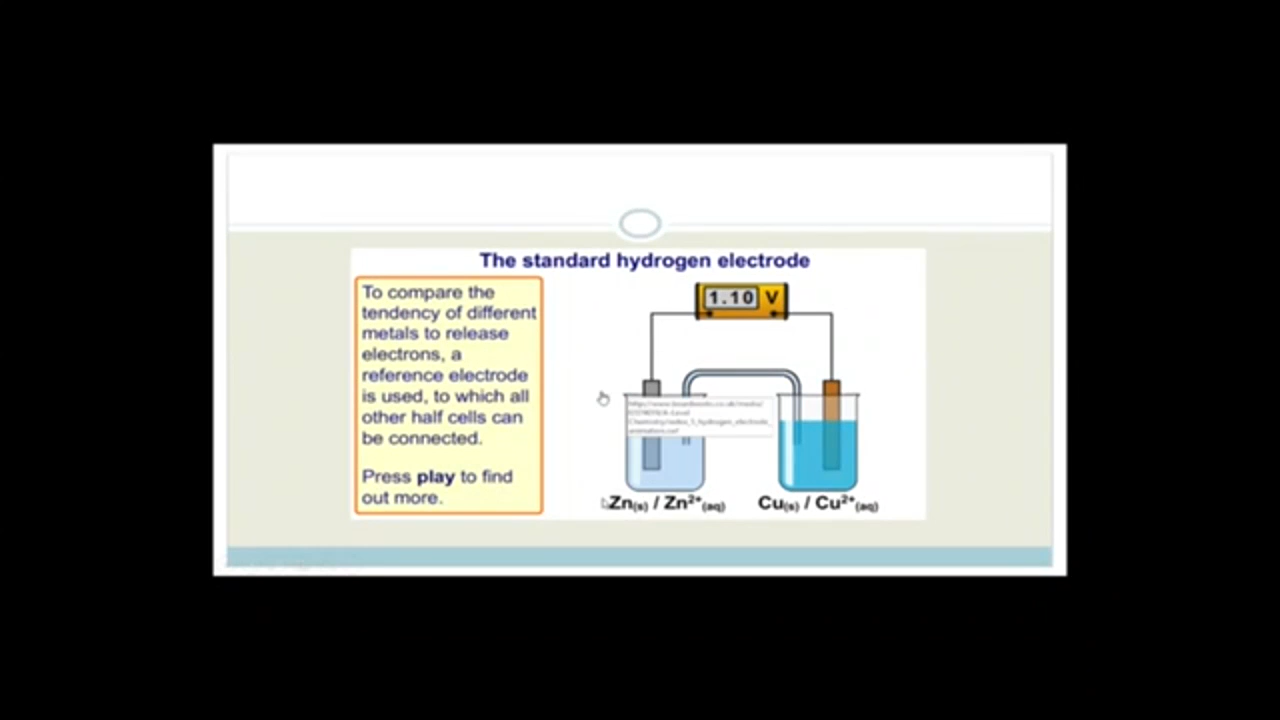 The standard hydrogen electrode
To compare the
tendency of different
metals to release
electrons, a
reference electrode
is used, to which all
other half cells can
be connected.
Press play to find
out more.
1.10 V
Zn(s) / Zn²⁺(aq)
Cu(s) / Cu²⁺(aq)